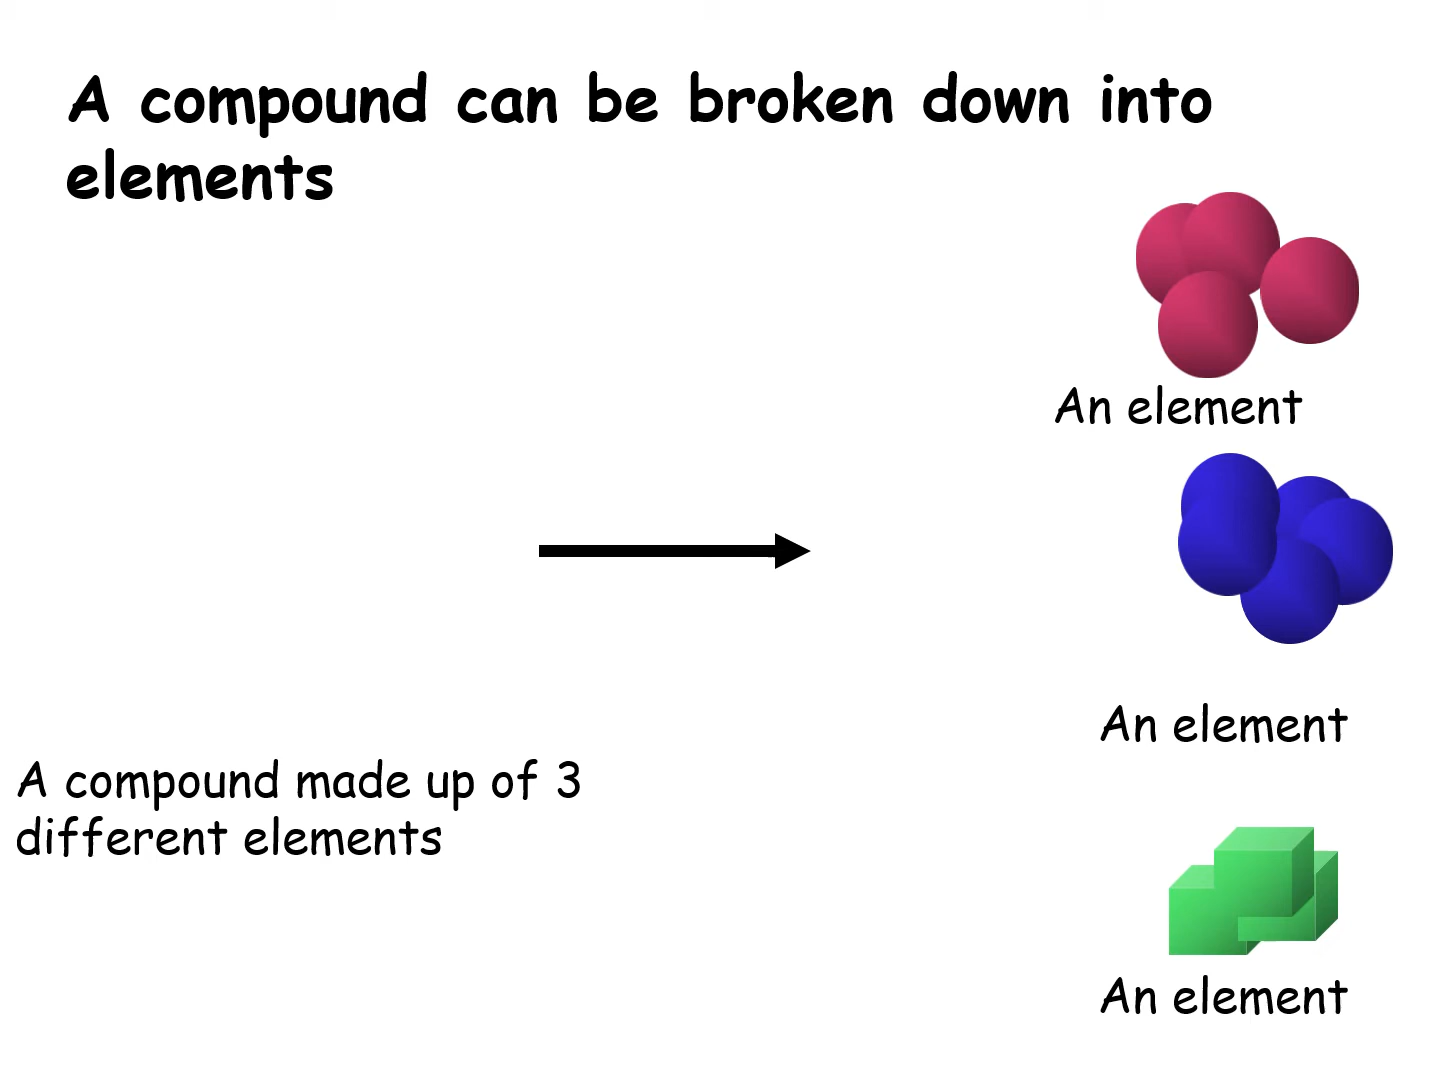 A compound can be broken down into
elements
An element
An element
A compound made up of 3
different elements
An element